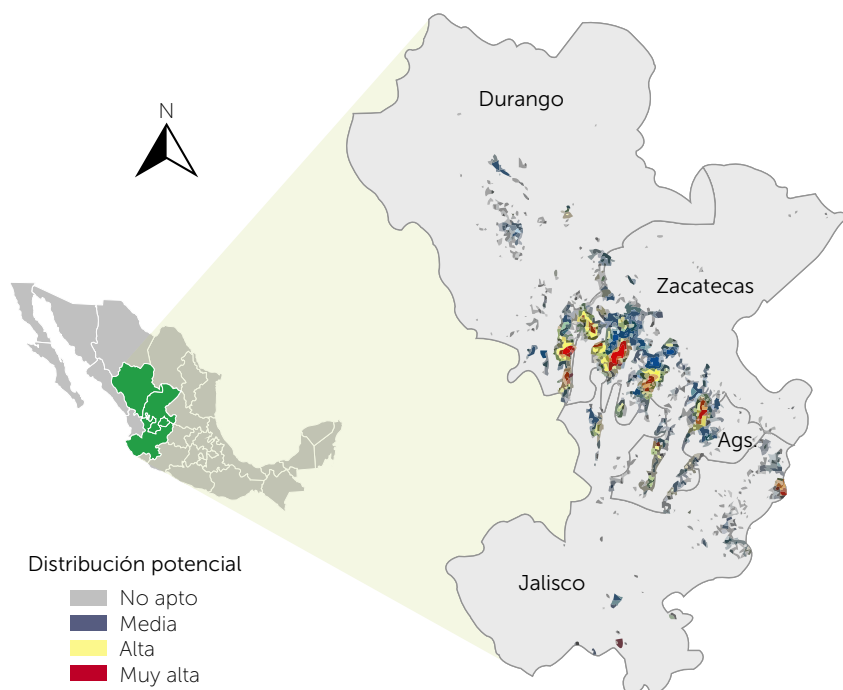 Durango
N
Zacatecas
Ags.
Jalisco
Distribución potencial
No apto
Media
Alta
Muy alta